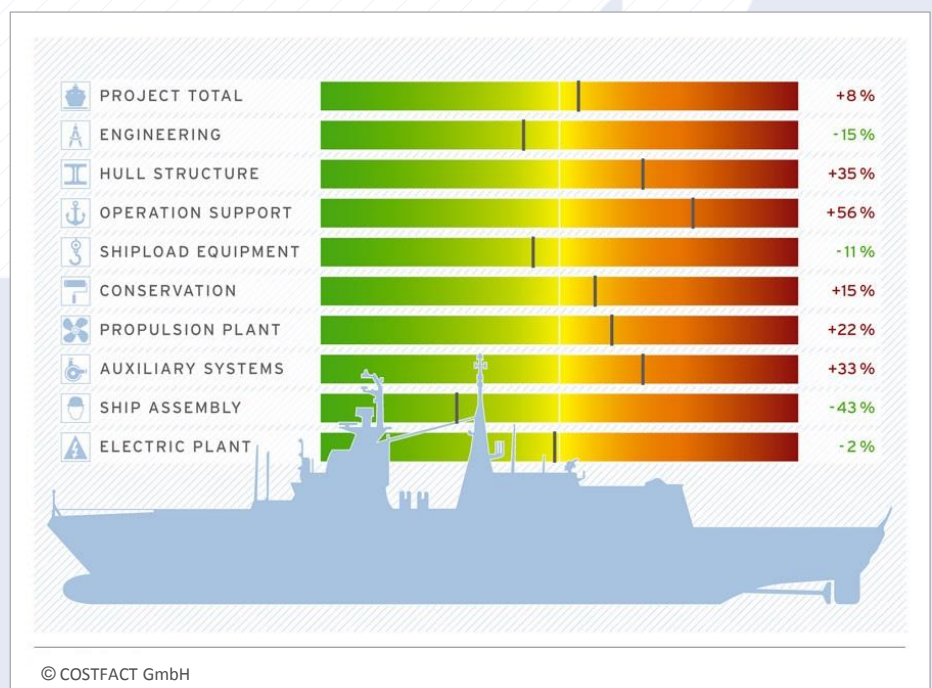 PROJECT TOTAL +8 %
ENGINEERING -15 %
HULL STRUCTURE +35 %
OPERATION SUPPORT +56 %
SHIPLOAD EQUIPMENT -11 %
CONSERVATION +15 %
PROPULSION PLANT +22 %
AUXILIARY SYSTEMS +33 %
SHIP ASSEMBLY -43 %
ELECTRIC PLANT -2 %
© COSTFACT GmbH